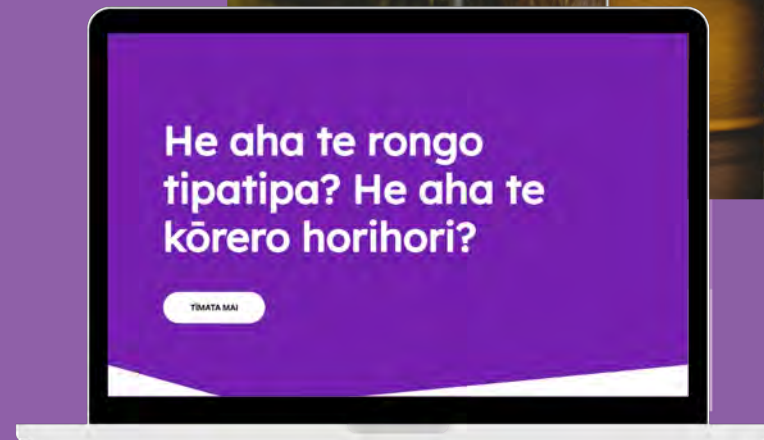 He aha te rongo
tipatipa? He aha te
kōrero horihori?
TĪMATA MAI